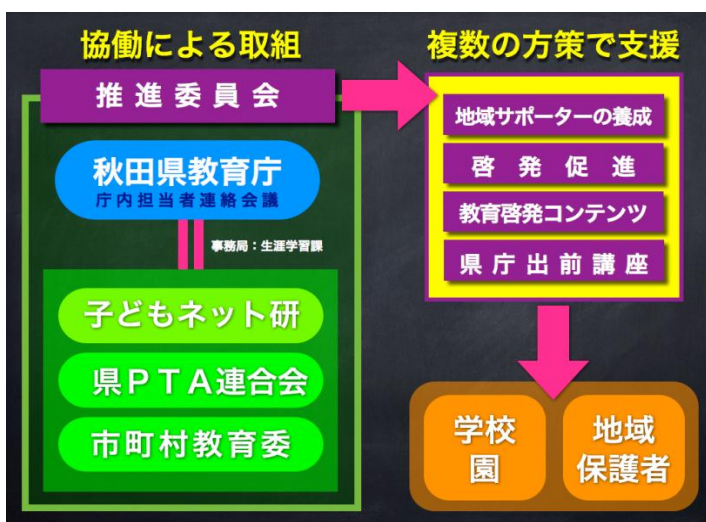 協働による取組
推進委員会
秋田県教育庁
庁内担当者連絡会議
事務局：生涯学習課
子どもネット研
県ＰＴＡ連合会
市町村教育委
複数の方策で支援
地域サポーターの養成
啓発促進
教育啓発コンテンツ
県庁出前講座
学校
園
地域
保護者